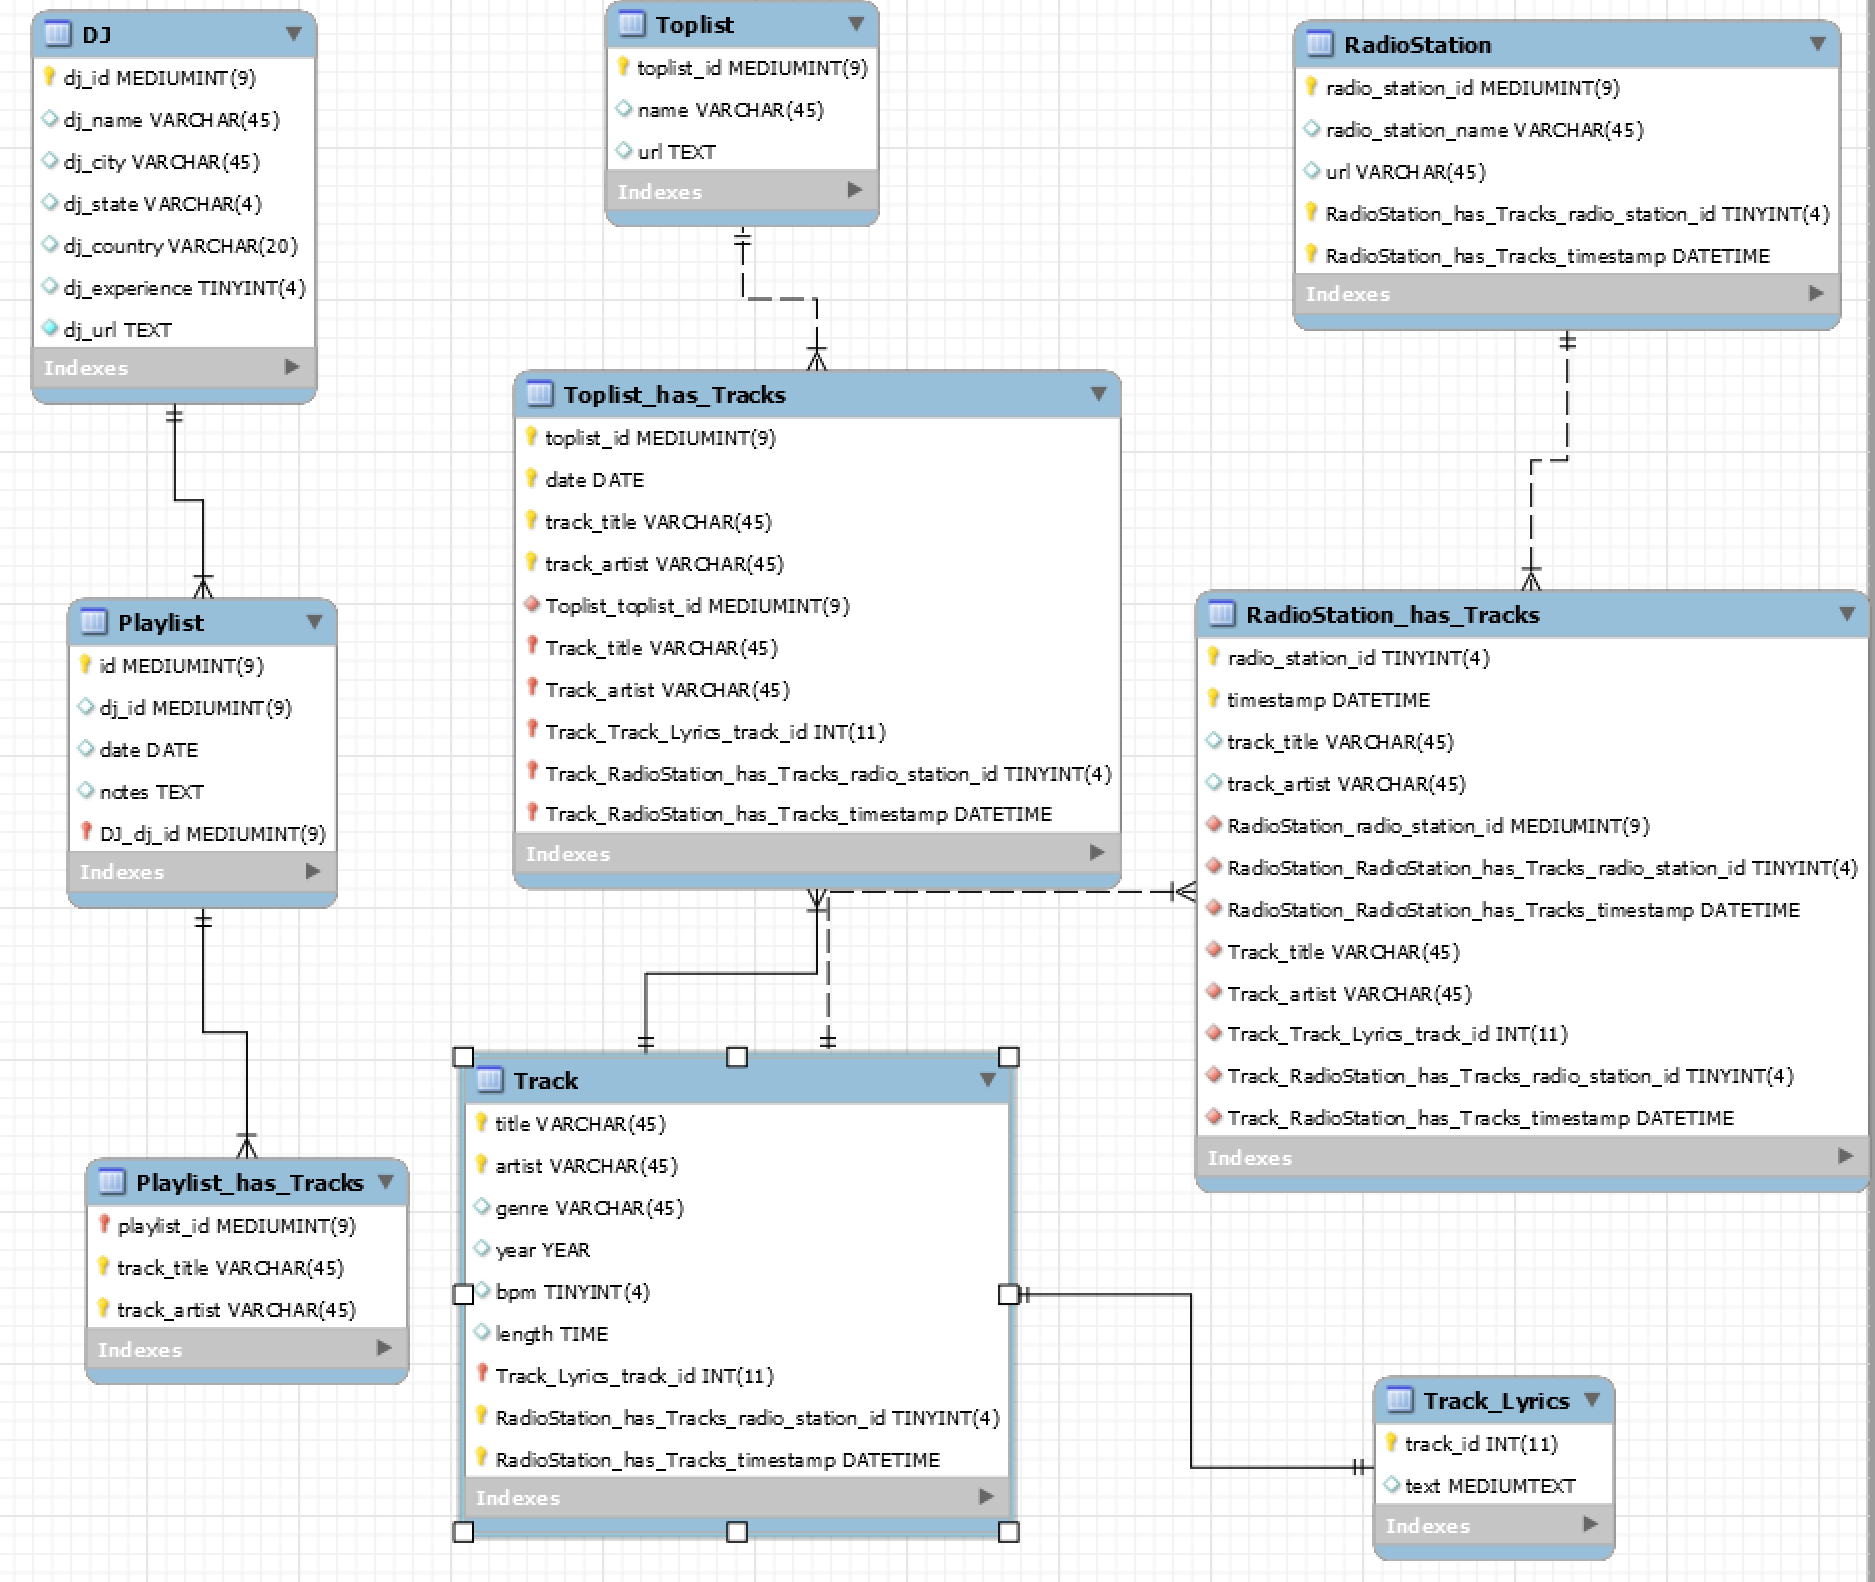 DJ
dj_id MEDIUMINT(9)
dj_name VARCHAR(45)
dj_city VARCHAR(45)
dj_state VARCHAR(4)
dj_country VARCHAR(20)
dj_experience TINYINT(4)
dj_url TEXT
Indexes
Toplist
toplist_id MEDIUMINT(9)
name VARCHAR(45)
url TEXT
Indexes
RadioStation
radio_station_id MEDIUMINT(9)
radio_station_name VARCHAR(45)
url VARCHAR(45)
RadioStation_has_Tracks_radio_station_id TINYINT(4)
RadioStation_has_Tracks_timestamp DATETIME
Indexes
Toplist_has_Tracks
toplist_id MEDIUMINT(9)
date DATE
track_title VARCHAR(45)
track_artist VARCHAR(45)
Toplist_toplist_id MEDIUMINT(9)
Track_title VARCHAR(45)
Track_artist VARCHAR(45)
Track_Track_Lyrics_track_id INT(11)
Track_RadioStation_has_Tracks_radio_station_id TINYINT(4)
Track_RadioStation_has_Tracks_timestamp DATETIME
Indexes
Playlist
id MEDIUMINT(9)
dj_id MEDIUMINT(9)
date DATE
notes TEXT
DJ_dj_id MEDIUMINT(9)
Indexes
RadioStation_has_Tracks
radio_station_id TINYINT(4)
timestamp DATETIME
track_title VARCHAR(45)
track_artist VARCHAR(45)
RadioStation_radio_station_id MEDIUMINT(9)
RadioStation_RadioStation_has_Tracks_radio_station_id TINYINT(4)
RadioStation_RadioStation_has_Tracks_timestamp DATETIME
Track_title VARCHAR(45)
Track_artist VARCHAR(45)
Track_Track_Lyrics_track_id INT(11)
Track_RadioStation_has_Tracks_radio_station_id TINYINT(4)
Track_RadioStation_has_Tracks_timestamp DATETIME
Indexes
Playlist_has_Tracks
playlist_id MEDIUMINT(9)
track_title VARCHAR(45)
track_artist VARCHAR(45)
Indexes
Track
title VARCHAR(45)
artist VARCHAR(45)
genre VARCHAR(45)
year YEAR
bpm TINYINT(4)
length TIME
Track_Lyrics_track_id INT(11)
RadioStation_has_Tracks_radio_station_id TINYINT(4)
RadioStation_has_Tracks_timestamp DATETIME
Indexes
Track_Lyrics
track_id INT(11)
text MEDIUMTEXT
Indexes